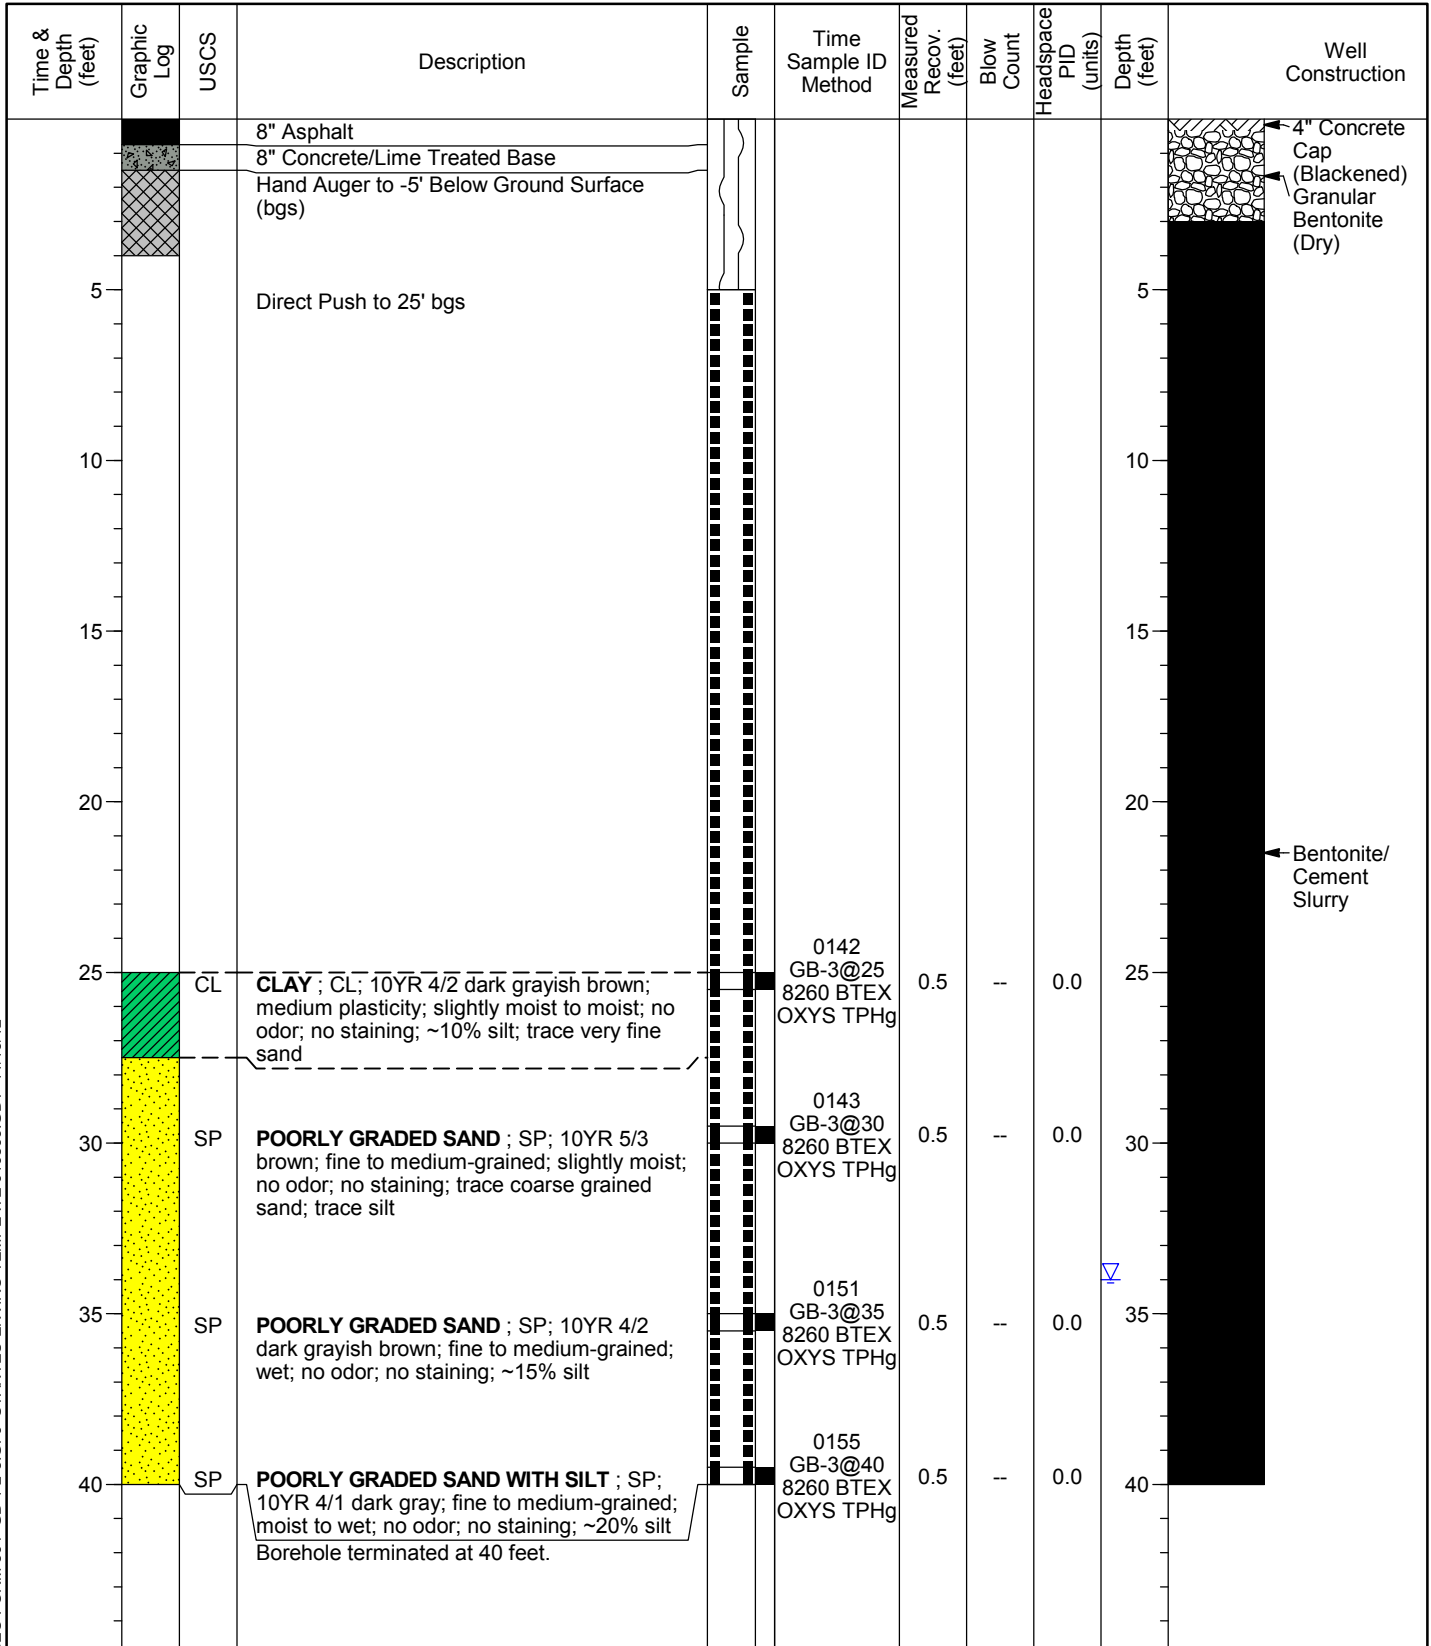 Time &
Depth
(feet)
Graphic
Log
USCS
Description
Sample
Time
Sample ID
Method
Measured
Recov.
(feet)
Blow
Count
Headspace
PID
(units)
Depth
(feet)
Well
Construction
8" Asphalt
8" Concrete/Lime Treated Base
Hand Auger to -5' Below Ground Surface
(bgs)
4" Concrete
Cap
(Blackened)
Granular
Bentonite
(Dry)
5
Direct Push to 25' bgs
5
10
10
15
15
20
20
Bentonite/
Cement
Slurry
25
CL
CLAY ; CL; 10YR 4/2 dark grayish brown;
medium plasticity; slightly moist to moist; no
odor; no staining; ~10% silt; trace very fine
sand
0142
GB-3@25
8260 BTEX
OXYS TPHg
0.5
--
0.0
25
30
SP
POORLY GRADED SAND ; SP; 10YR 5/3
brown; fine to medium-grained; slightly moist;
no odor; no staining; trace coarse grained
sand; trace silt
0143
GB-3@30
8260 BTEX
OXYS TPHg
0.5
--
0.0
30
35
SP
POORLY GRADED SAND ; SP; 10YR 4/2
dark grayish brown; fine to medium-grained;
wet; no odor; no staining; ~15% silt
0151
GB-3@35
8260 BTEX
OXYS TPHg
0.5
--
0.0
35
40
SP
POORLY GRADED SAND WITH SILT ; SP;
10YR 4/1 dark gray; fine to medium-grained;
moist to wet; no odor; no staining; ~20% silt
Borehole terminated at 40 feet.
0155
GB-3@40
8260 BTEX
OXYS TPHg
0.5
--
0.0
40